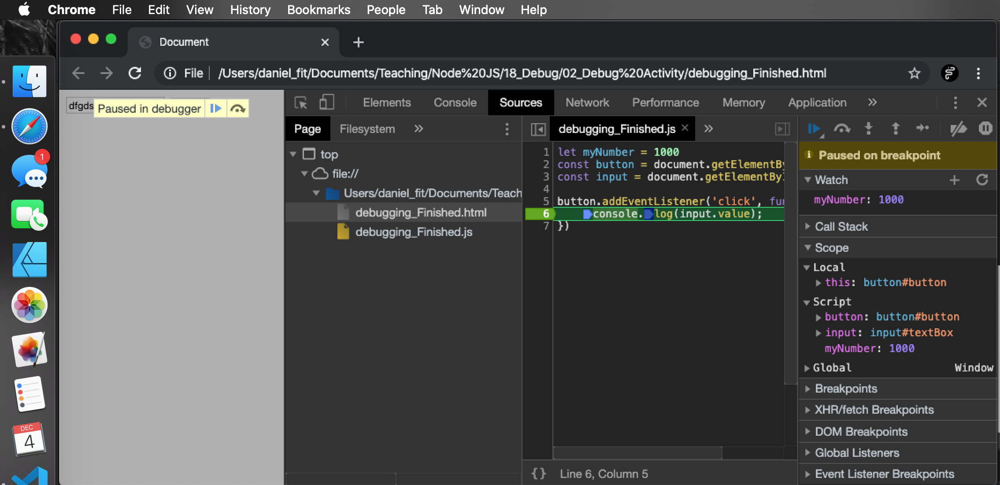 Chrome File Edit View History Bookmarks People Tab Window Help
Document
File /Users/daniel_fit/Documents/Teaching/Node%20JS/18_Debug/02_Debug%20Activity/debugging_Finished.html
dfgds
Paused in debugger
Elements Console Sources Network Performance Memory Application »
Page Filesystem »
top
file://
Users/daniel_fit/Documents/Teach
debugging_Finished.html
debugging_Finished.js
debugging_Finished.js »
1 let myNumber = 1000
2 const button = document.getElementBy
3 const input = document.getElementBy
4
5 button.addEventListener('click', fun
6 console.log(input.value);
7 })
{} Line 6, Column 5
Paused on breakpoint
Watch
myNumber: 1000
Call Stack
Scope
Local
this: button#button
Script
button: button#button
input: input#textBox
myNumber: 1000
Global Window
Breakpoints
XHR/fetch Breakpoints
DOM Breakpoints
Global Listeners
Event Listener Breakpoints
1
DEC
4